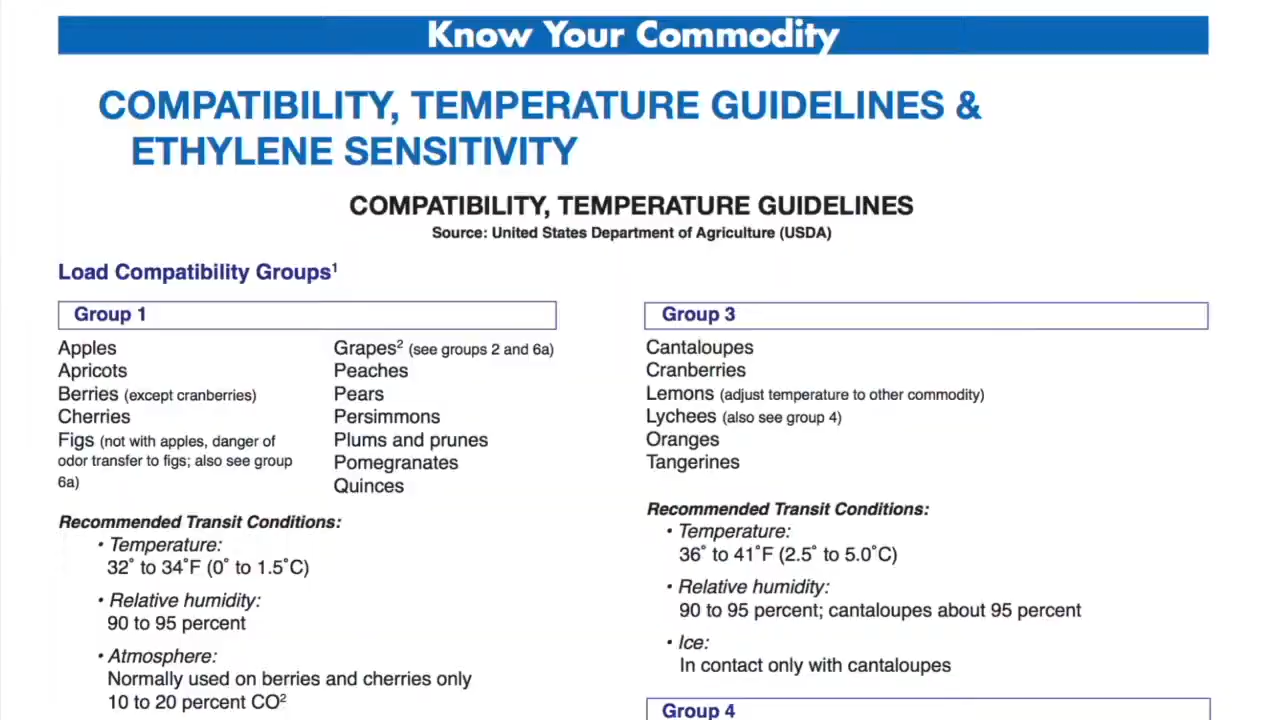 Know Your Commodity
COMPATIBILITY, TEMPERATURE GUIDELINES &
ETHYLENE SENSITIVITY
COMPATIBILITY, TEMPERATURE GUIDELINES
Source: United States Department of Agriculture (USDA)
Load Compatibility Groups¹
Group 1
Apples
Apricots
Berries (except cranberries)
Cherries
Figs (not with apples, danger of
odor transfer to figs; also see group
6a)
Grapes² (see groups 2 and 6a)
Peaches
Pears
Persimmons
Plums and prunes
Pomegranates
Quinces
Recommended Transit Conditions:
• Temperature:
32˚ to 34˚F (0˚ to 1.5˚C)
• Relative humidity:
90 to 95 percent
• Atmosphere:
Normally used on berries and cherries only
10 to 20 percent CO²
Group 3
Cantaloupes
Cranberries
Lemons (adjust temperature to other commodity)
Lychees (also see group 4)
Oranges
Tangerines
Recommended Transit Conditions:
• Temperature:
36˚ to 41˚F (2.5˚ to 5.0˚C)
• Relative humidity:
90 to 95 percent; cantaloupes about 95 percent
• Ice:
In contact only with cantaloupes
Group 4